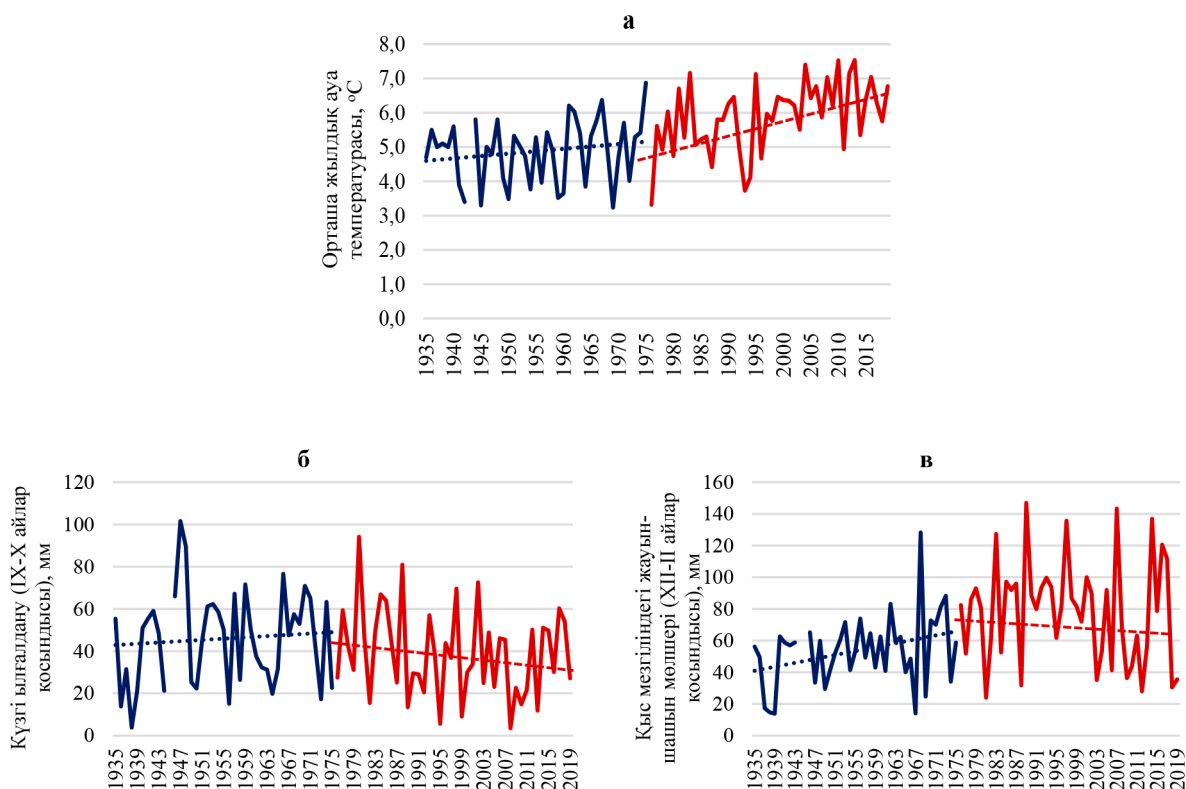 а
Орташа жылдық ауа
температурасы, °С
8,0
7,0
6,0
5,0
4,0
3,0
2,0
1,0
0,0
1935 1940 1945 1950 1955 1960 1965 1970 1975 1980 1985 1990 1995 2000 2005 2010 2015
б
Күзгі ылғалдану (IX-X айлар
қосындысы), мм
120
100
80
60
40
20
0
1935 1939 1943 1947 1951 1955 1959 1963 1967 1971 1975 1979 1983 1987 1991 1995 1999 2003 2007 2011 2015 2019
в
Қыс мезгіліндегі жауын-
шашын мөлшері (XII-II айлар
қосындысы), мм
160
140
120
100
80
60
40
20
0
1935 1939 1943 1947 1951 1955 1959 1963 1967 1971 1975 1979 1983 1987 1991 1995 1999 2003 2007 2011 2015 2019